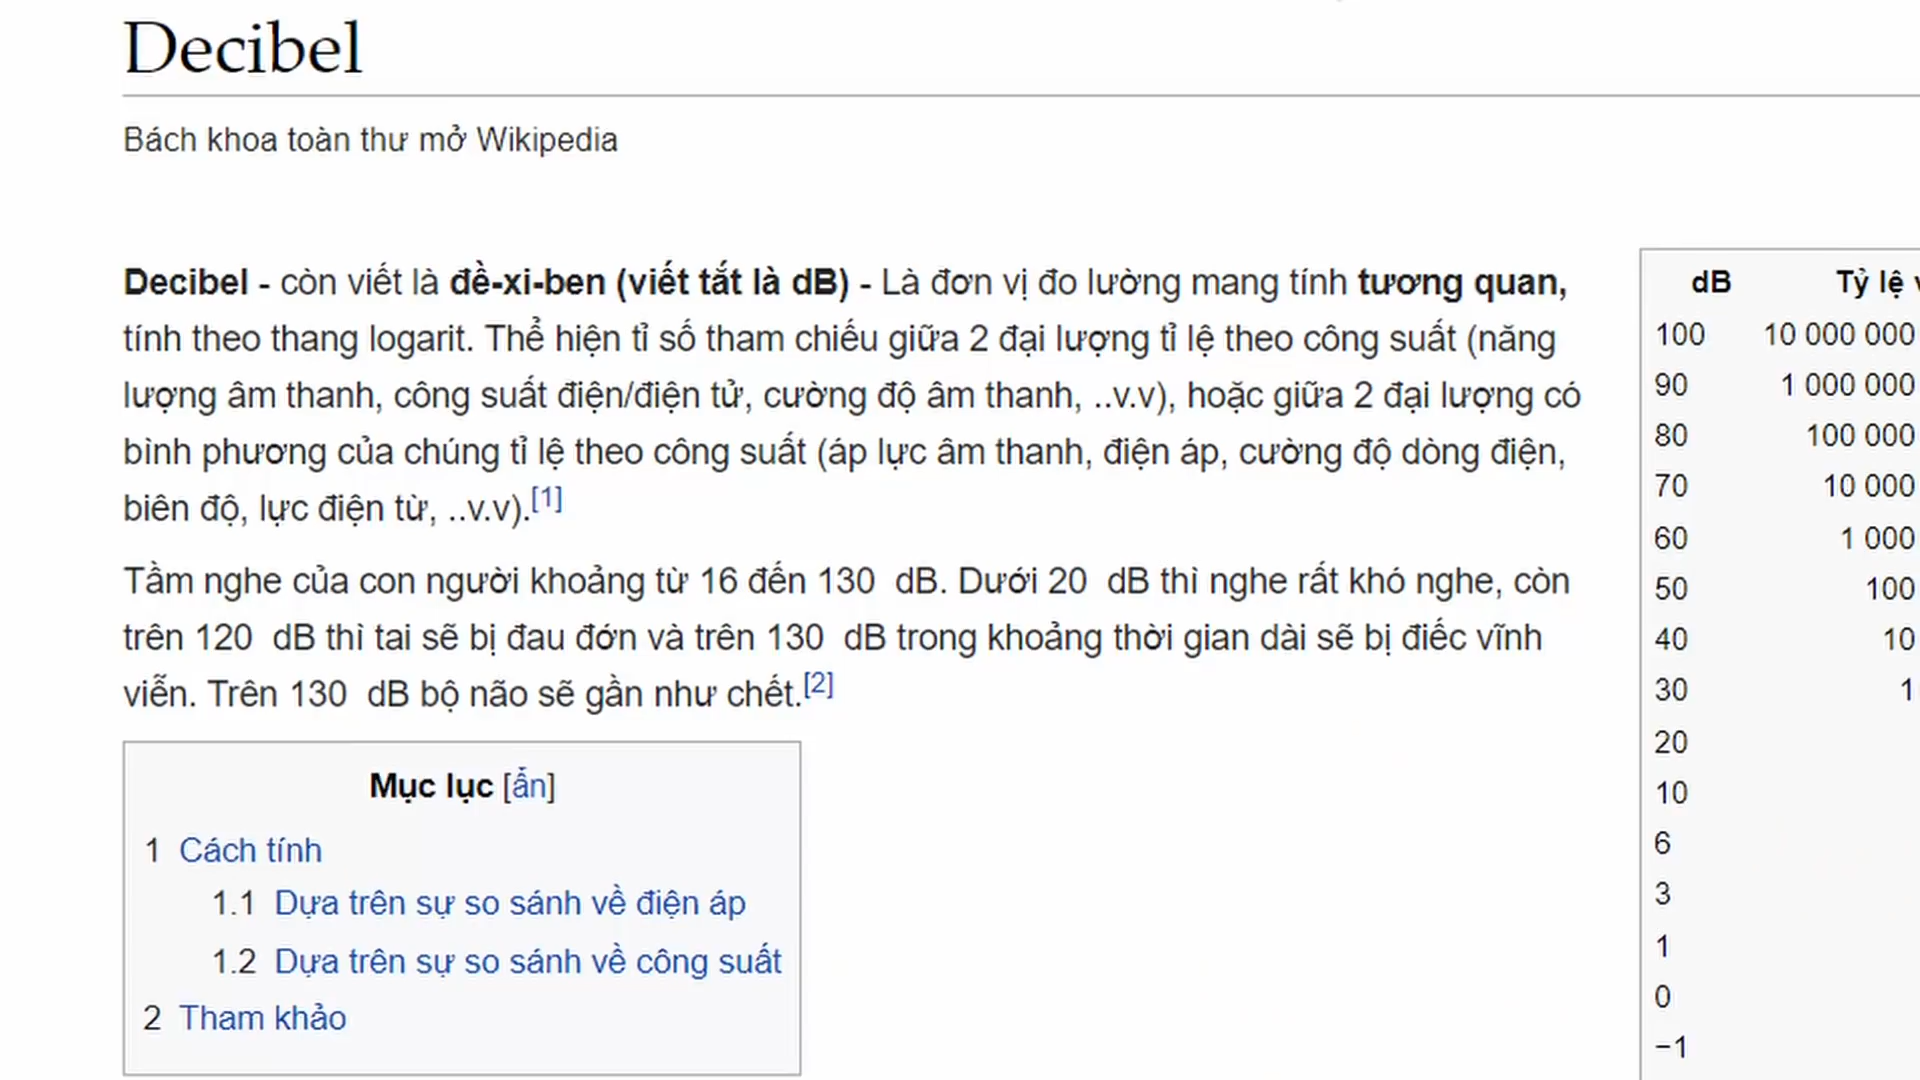 Decibel
Bách khoa toàn thư mở Wikipedia
Decibel - còn viết là đề-xi-ben (viết tắt là dB) - Là đơn vị đo lường mang tính tương quan,
tính theo thang logarit. Thể hiện tỉ số tham chiếu giữa 2 đại lượng tỉ lệ theo công suất (năng
lượng âm thanh, công suất điện/điện tử, cường độ âm thanh, ..v.v), hoặc giữa 2 đại lượng có
bình phương của chúng tỉ lệ theo công suất (áp lực âm thanh, điện áp, cường độ dòng điện,
biên độ, lực điện từ, ..v.v).[1]
Tầm nghe của con người khoảng từ 16 đến 130 dB. Dưới 20 dB thì nghe rất khó nghe, còn
trên 120 dB thì tai sẽ bị đau đớn và trên 130 dB trong khoảng thời gian dài sẽ bị điếc vĩnh
viễn. Trên 130 dB bộ não sẽ gần như chết.[2]
Mục lục [ẩn]
1 Cách tính
1.1 Dựa trên sự so sánh về điện áp
1.2 Dựa trên sự so sánh về công suất
2 Tham khảo
dB Tỷ lệ
100 10 000 000
90 1 000 000
80 100 000
70 10 000
60 1 000
50 100
40 10
30 1
20
10
6
3
1
0
−1